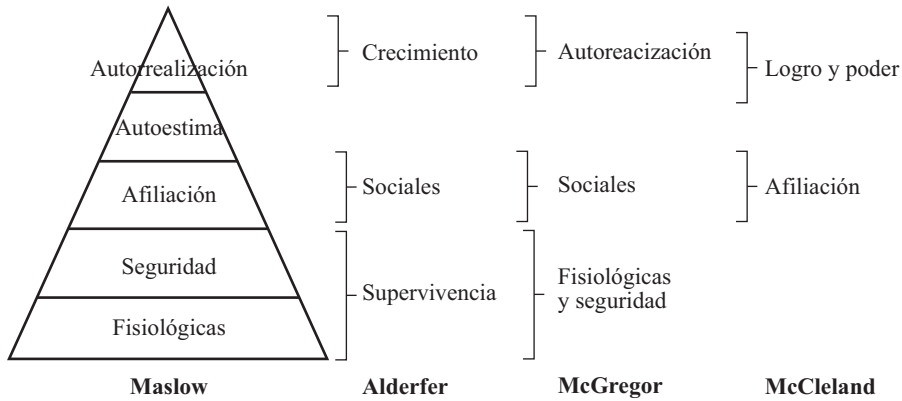 Autorrealización
Crecimiento
Autoreacización
Logro y poder
Autoestima
Afiliación
Sociales
Sociales
Afiliación
Seguridad
Supervivencia
Fisiológicas
y seguridad
Fisiológicas
Maslow
Alderfer
McGregor
McCleland